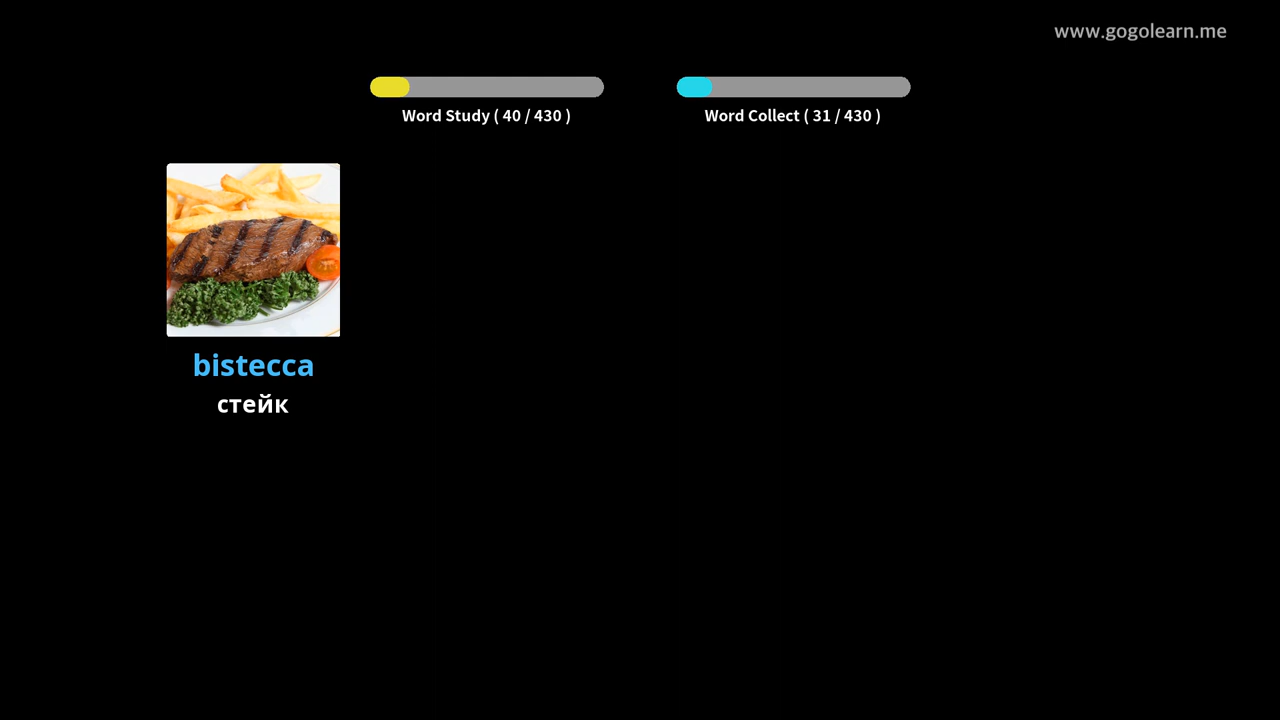 www.gogolearn.me
Word Study ( 40 / 430 )
Word Collect ( 31 / 430 )
bistecca
стейк